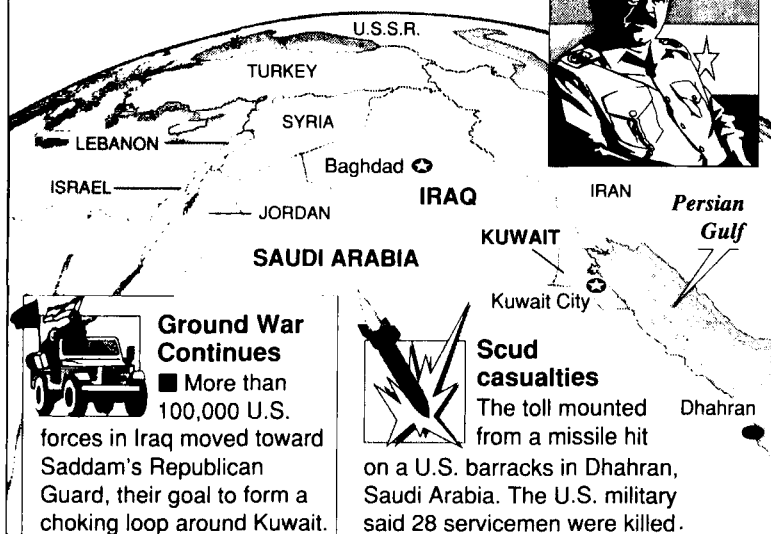 U.S.S.R.
TURKEY
SYRIA
LEBANON
Baghdad
ISRAEL
IRAQ
IRAN
JORDAN
Persian
Gulf
KUWAIT
SAUDI ARABIA
Kuwait City
Ground War
Continues
■ More than
100,000 U.S.
forces in Iraq moved toward
Saddam's Republican
Guard, their goal to form a
choking loop around Kuwait.
Scud
casualties
The toll mounted
from a missile hit
on a U.S. barracks in Dhahran,
Saudi Arabia. The U.S. military
said 28 servicemen were killed.
Dhahran